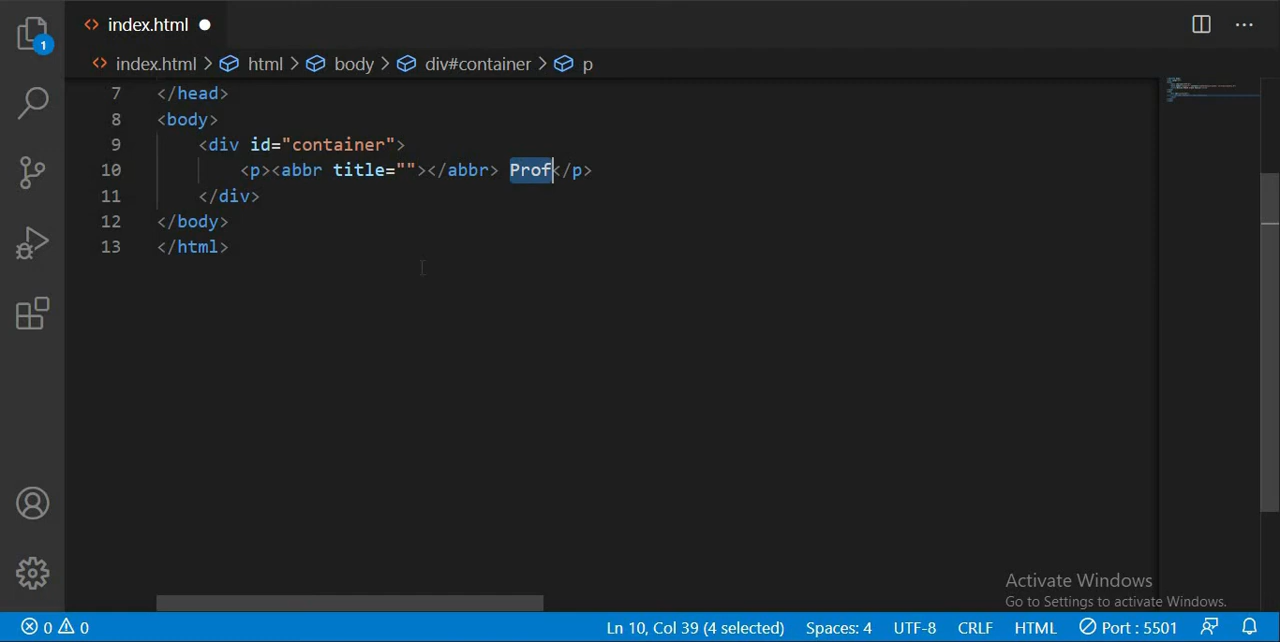 <> index.html
1
<> index.html > html > body > div#container > p
7 </head>
8 <body>
9 <div id="container">
10 <p><abbr title=""></abbr> Prof</p>
11 </div>
12 </body>
13 </html>
Activate Windows
Go to Settings to activate Windows.
0 0 Ln 10, Col 39 (4 selected) Spaces: 4 UTF-8 CRLF HTML Port : 5501